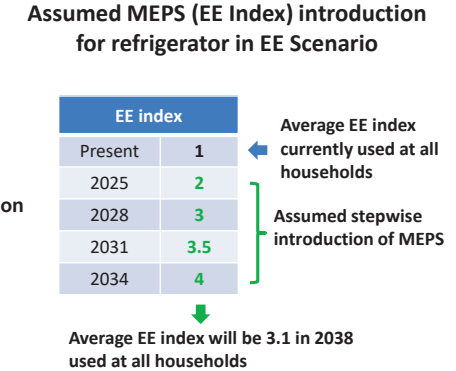 Assumed MEPS (EE Index) introduction
for refrigerator in EE Scenario
EE index
Present 1
2025 2
2028 3
2031 3.5
2034 4
Average EE index
currently used at all
households
on
Assumed stepwise
introduction of MEPS
Average EE index will be 3.1 in 2038
used at all households